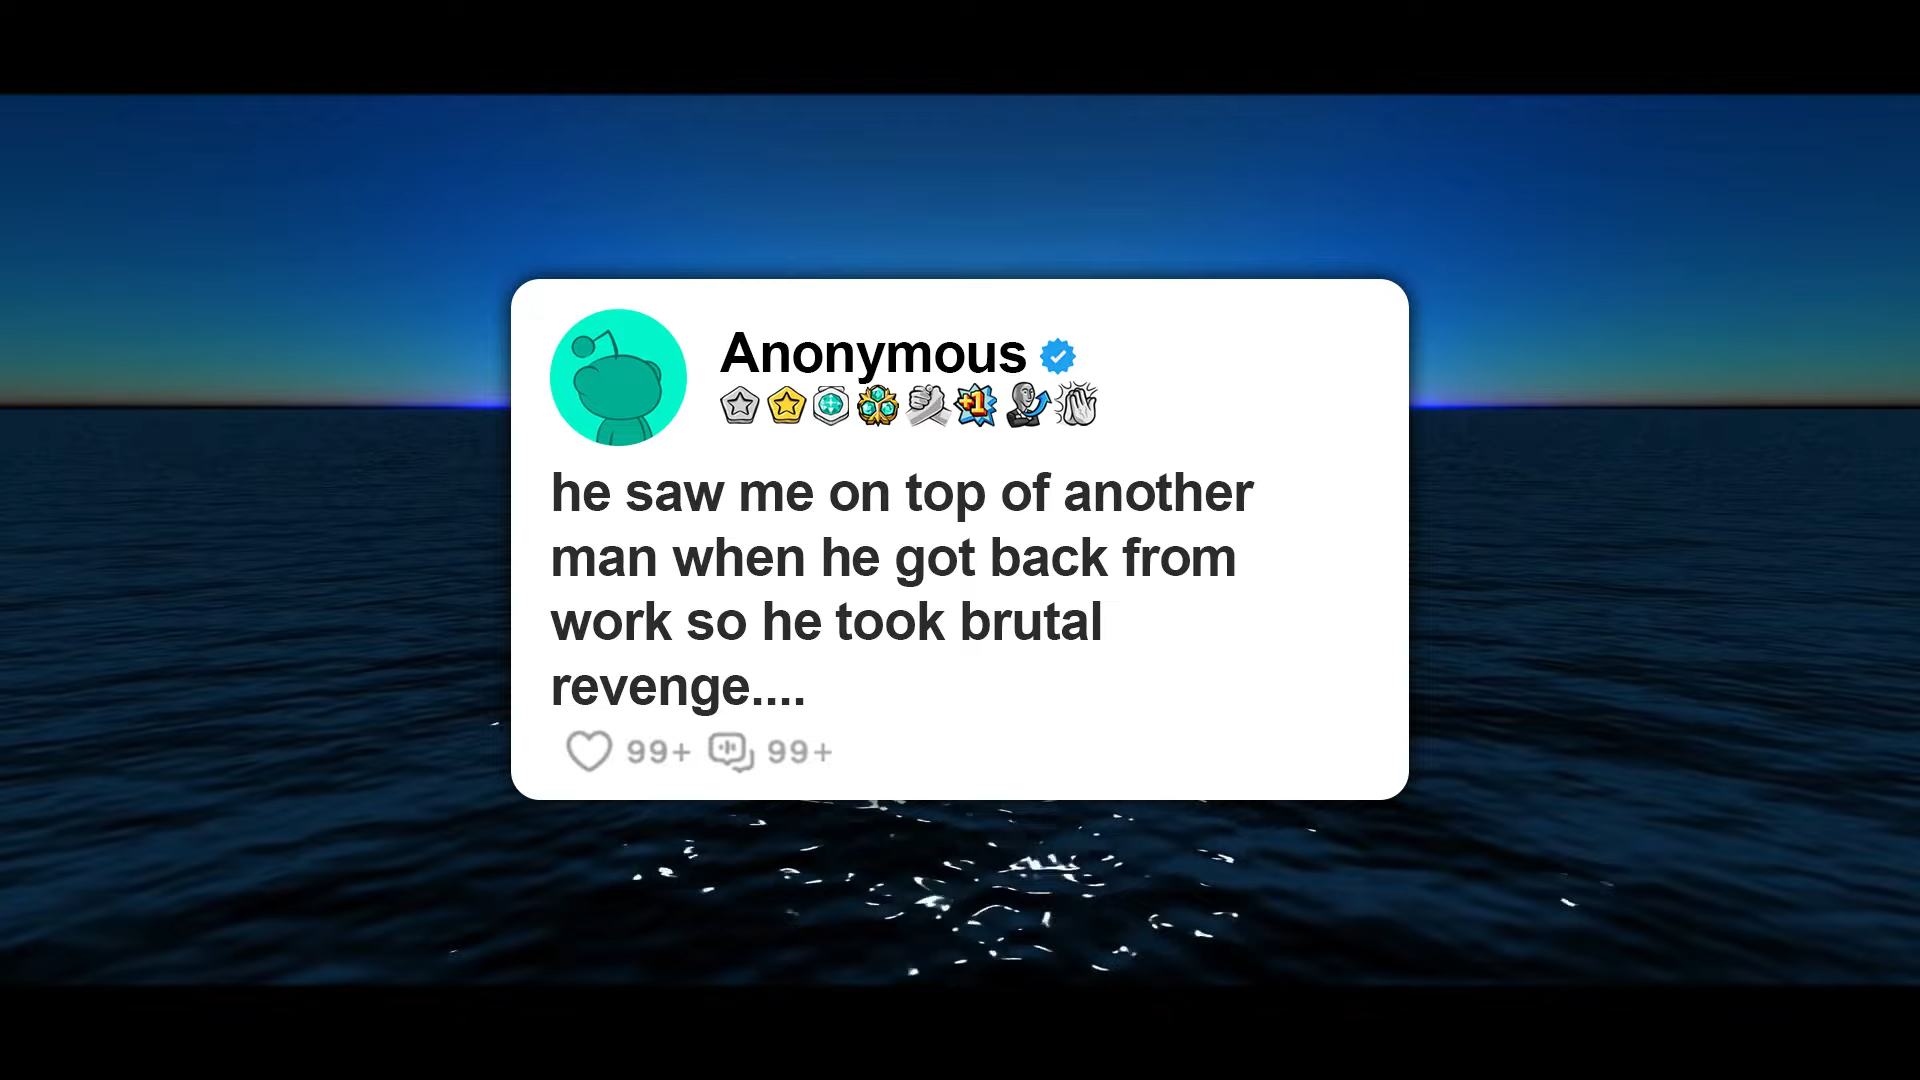 Anonymous
+1
he saw me on top of another
man when he got back from
work so he took brutal
revenge....
99+ 99+